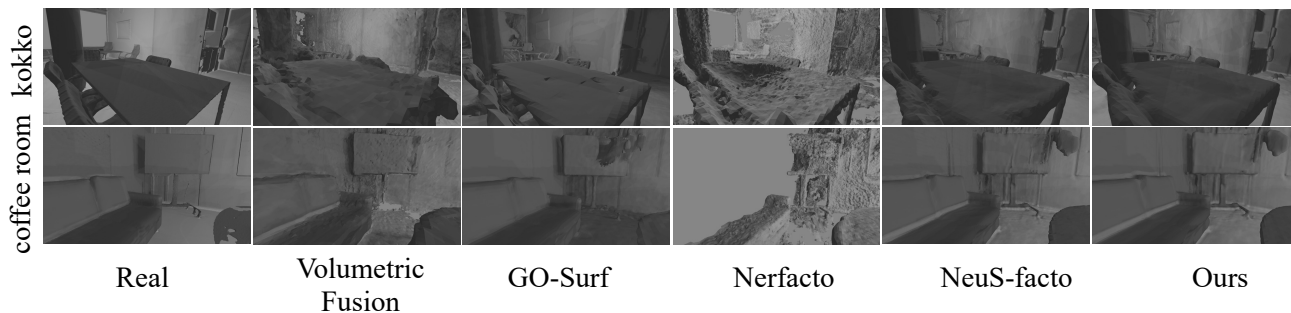 kokko
coffee room
Real
Volumetric
Fusion
GO-Surf
Nerfacto
NeuS-facto
Ours